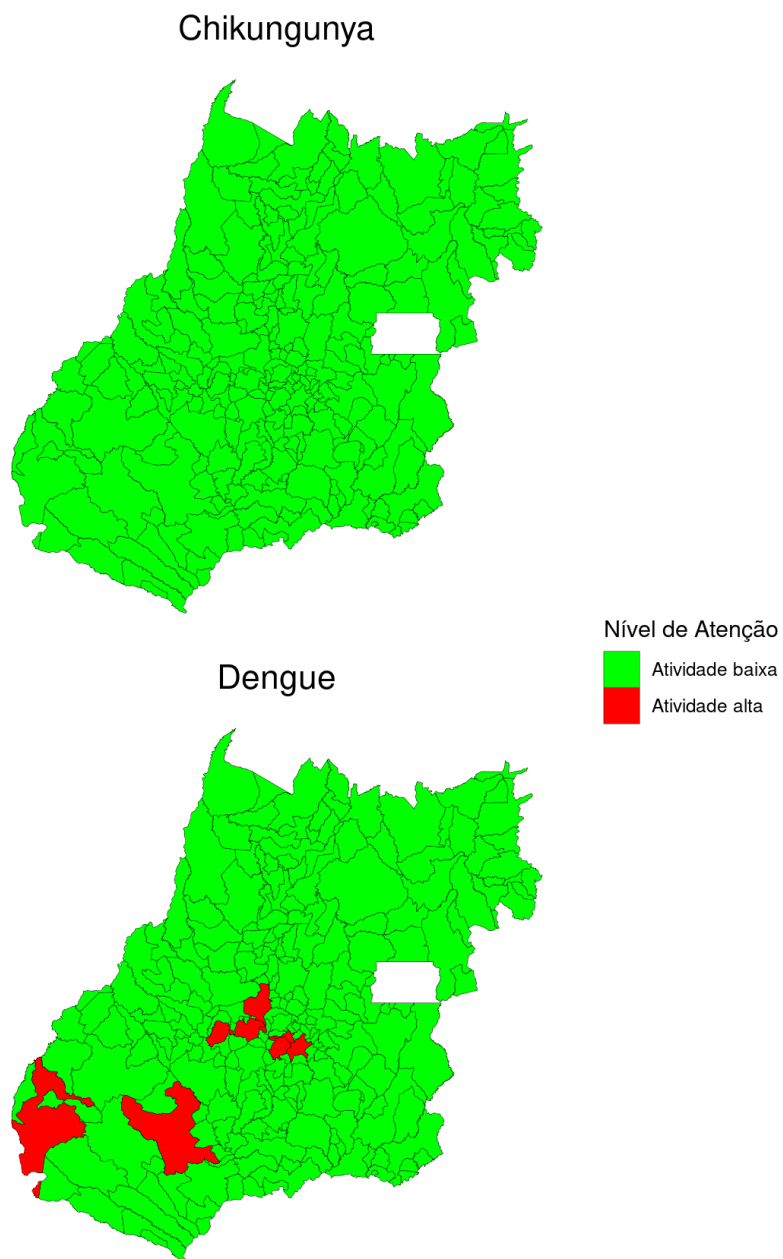 Chikungunya
Nível de Atenção
Atividade baixa
Atividade alta
Dengue